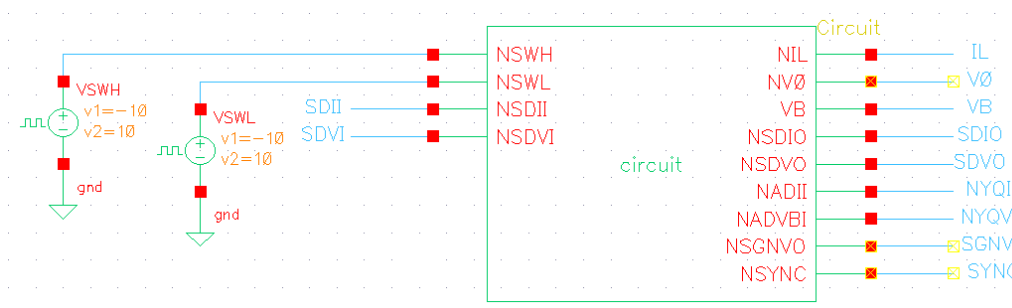 Circuit
NSWH NIL IL
NSWL NVØ VØ
VSWH
v1=-10
v2=10
SDII NSDII VB VB
VSWL
v1=-10
v2=10
SDVI NSDVI NSDIO SDIO
circuit NSDVO SDVO
gnd NADII NYQI
gnd NADVBI NYQV
NSGNVO SGNV
NSYNC SYNC